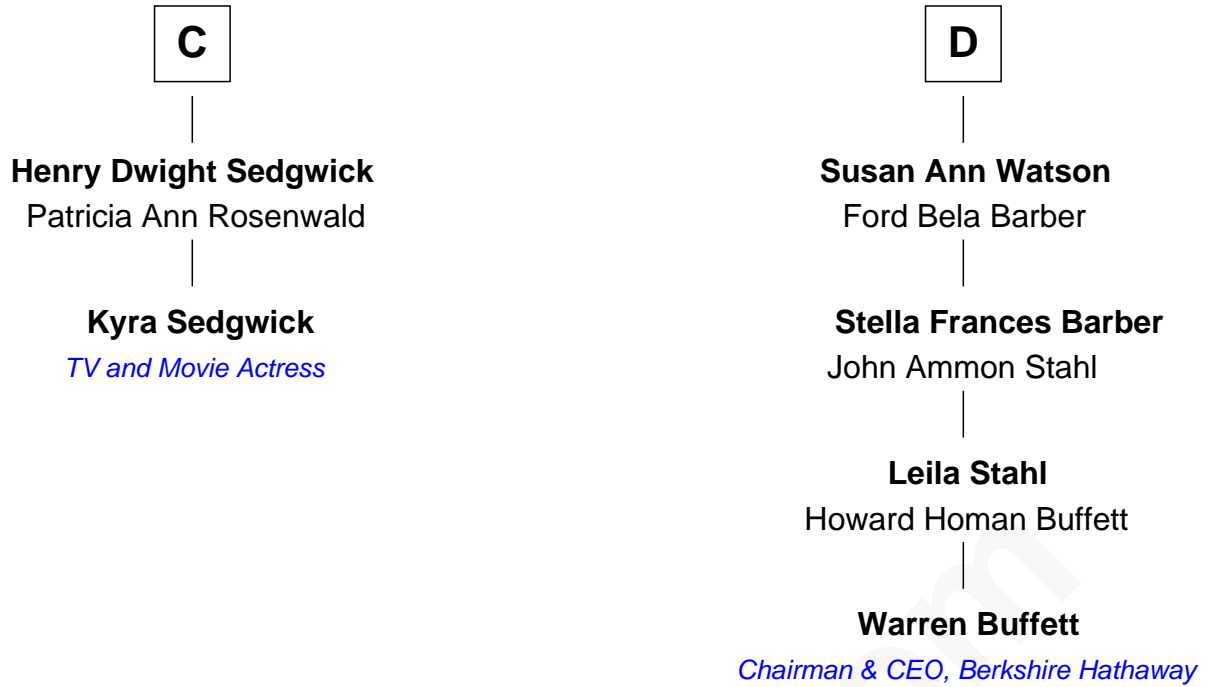 C
Henry Dwight Sedgwick
Patricia Ann Rosenwald
Kyra Sedgwick
TV and Movie Actress
D
Susan Ann Watson
Ford Bela Barber
Stella Frances Barber
John Ammon Stahl
Leila Stahl
Howard Homan Buffett
Warren Buffett
Chairman & CEO, Berkshire Hathaway